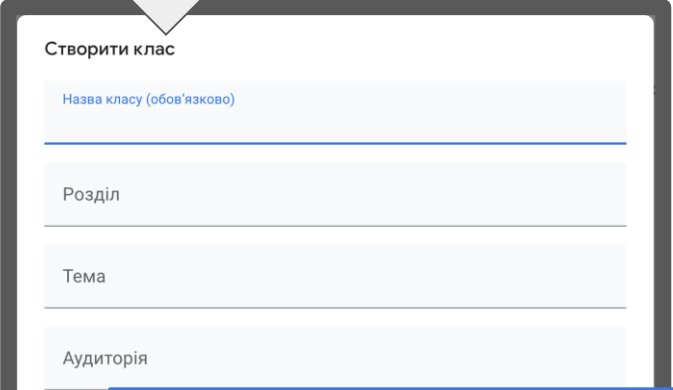 Створити клас
Назва класу (обов'язково)
Розділ
Тема
Аудиторія